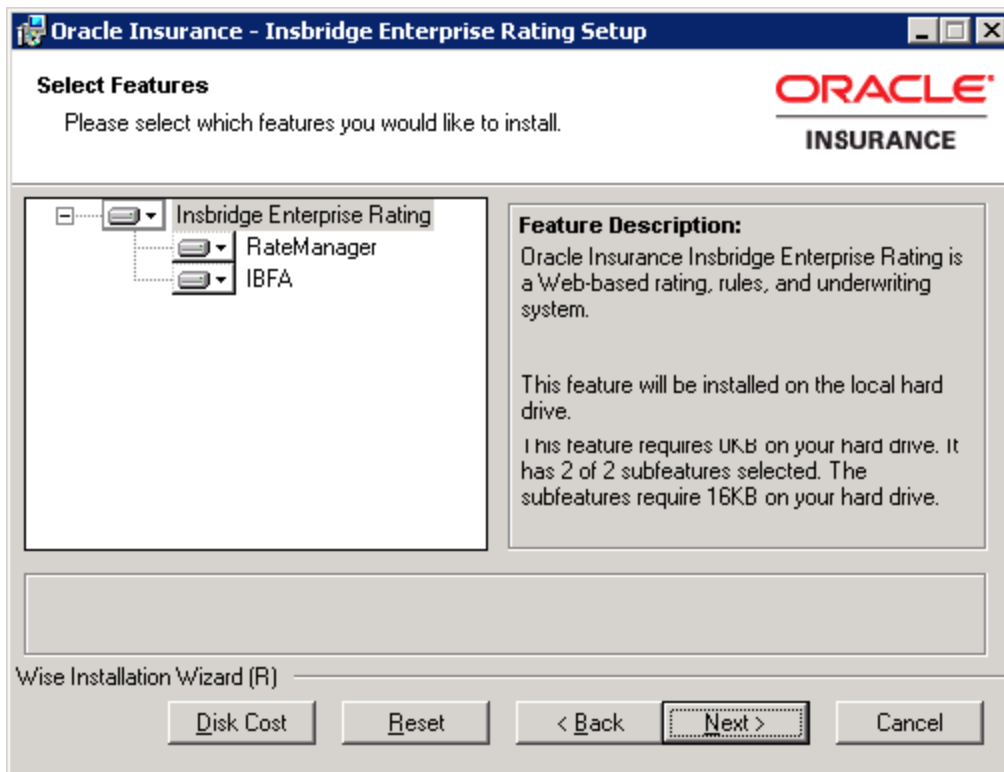 Oracle Insurance - Insbridge Enterprise Rating Setup
Select Features
Please select which features you would like to install.
ORACLE
INSURANCE
Insbridge Enterprise Rating
RateManager
IBFA
Feature Description:
Oracle Insurance Insbridge Enterprise Rating is
a Web-based rating, rules, and underwriting
system.
This feature will be installed on the local hard
drive.
This feature requires 0KB on your hard drive. It
has 2 of 2 subfeatures selected. The
subfeatures require 16KB on your hard drive.
Wise Installation Wizard (R)
Disk Cost
Reset
< Back
Next >
Cancel